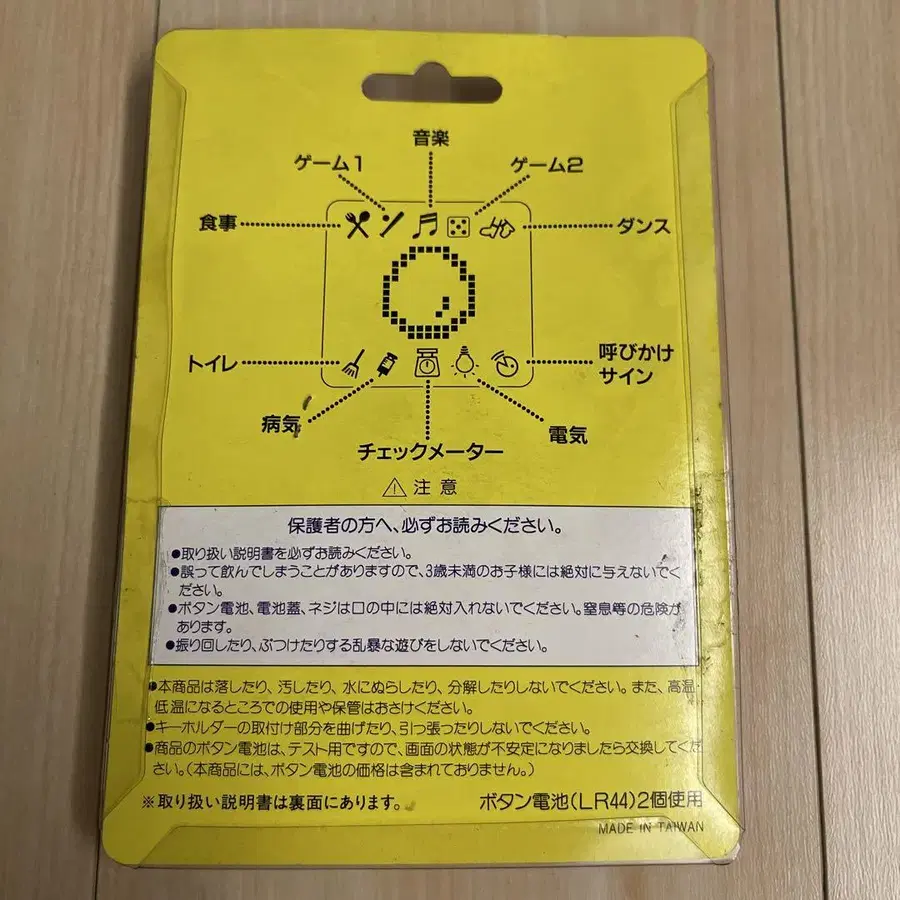 音楽
ゲーム1
ゲーム2
食事
ダンス
トイレ
呼びかけ
サイン
病気
電気
チェックメーター
注意
保護者の方へ、必ずお読みください。
●取り扱い説明書を必ずお読みください。
●誤って飲んでしまうことがありますので、3歳未満のお子様には絶対に与えないでく
ださい。
●ボタン電池、電池蓋、ネジは口の中には絶対入れないでください。窒息等の危険が
あります。
●振り回したり、ぶつけたりする乱暴な遊びをしないでください。
●本商品は落したり、汚したり、水にぬらしたり、分解したりしないでください。また、高温・
低温になるところでの使用や保管はおさけください。
●キーホルダーの取付け部分を曲げたり、引っ張ったりしないでください。
●商品のボタン電池は、テスト用ですので、画面の状態が不安定になりましたら交換してくだ
さい。(本商品には、ボタン電池の価格は含まれておりません。)
※取り扱い説明書は裏面にあります。
ボタン電池(LR44)2個使用
MADE IN TAIWAN